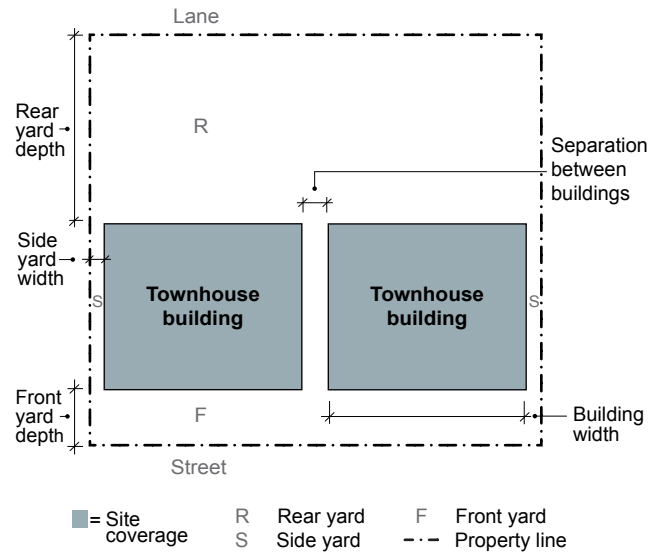 Lane
Rear
yard
depth
R
Separation
between
buildings
Side
yard
width
S
Townhouse
building
Townhouse
building
S
Front
yard
depth
F
Building
width
Street
= Site
coverage
R Rear yard
S Side yard
F Front yard
Property line